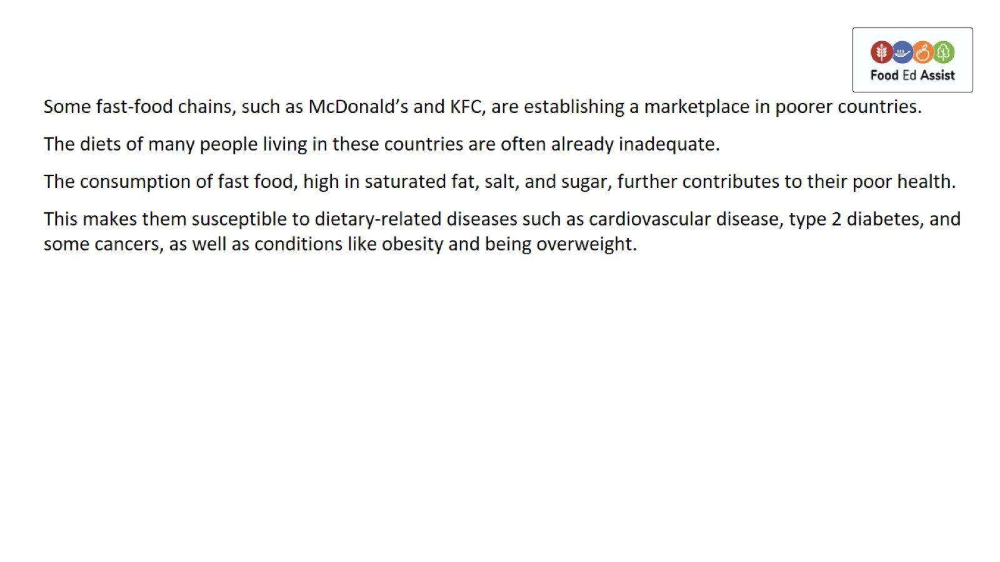 Food Ed Assist
Some fast-food chains, such as McDonald’s and KFC, are establishing a marketplace in poorer countries.
The diets of many people living in these countries are often already inadequate.
The consumption of fast food, high in saturated fat, salt, and sugar, further contributes to their poor health.
This makes them susceptible to dietary-related diseases such as cardiovascular disease, type 2 diabetes, and
some cancers, as well as conditions like obesity and being overweight.